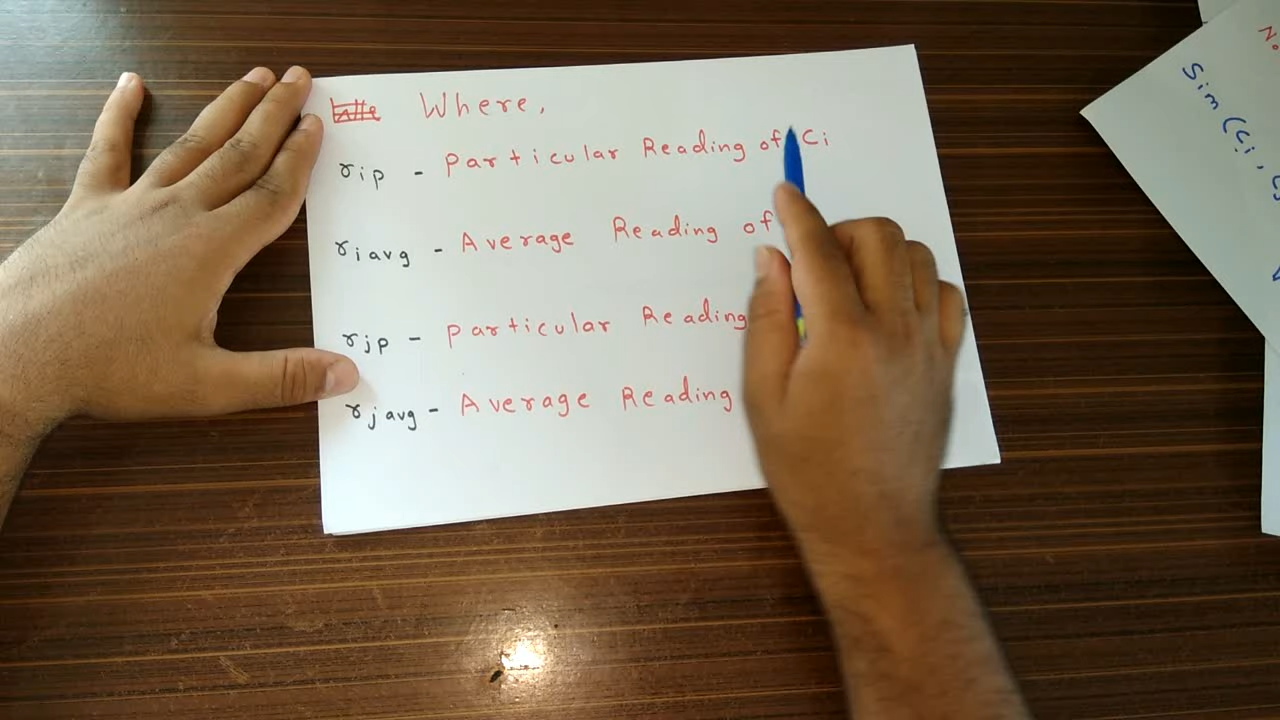 Where,
rip - Particular Reading of Ci
riavg - Average Reading of
rjp - Particular Reading
rjavg - Average Reading
Sim (Ci,